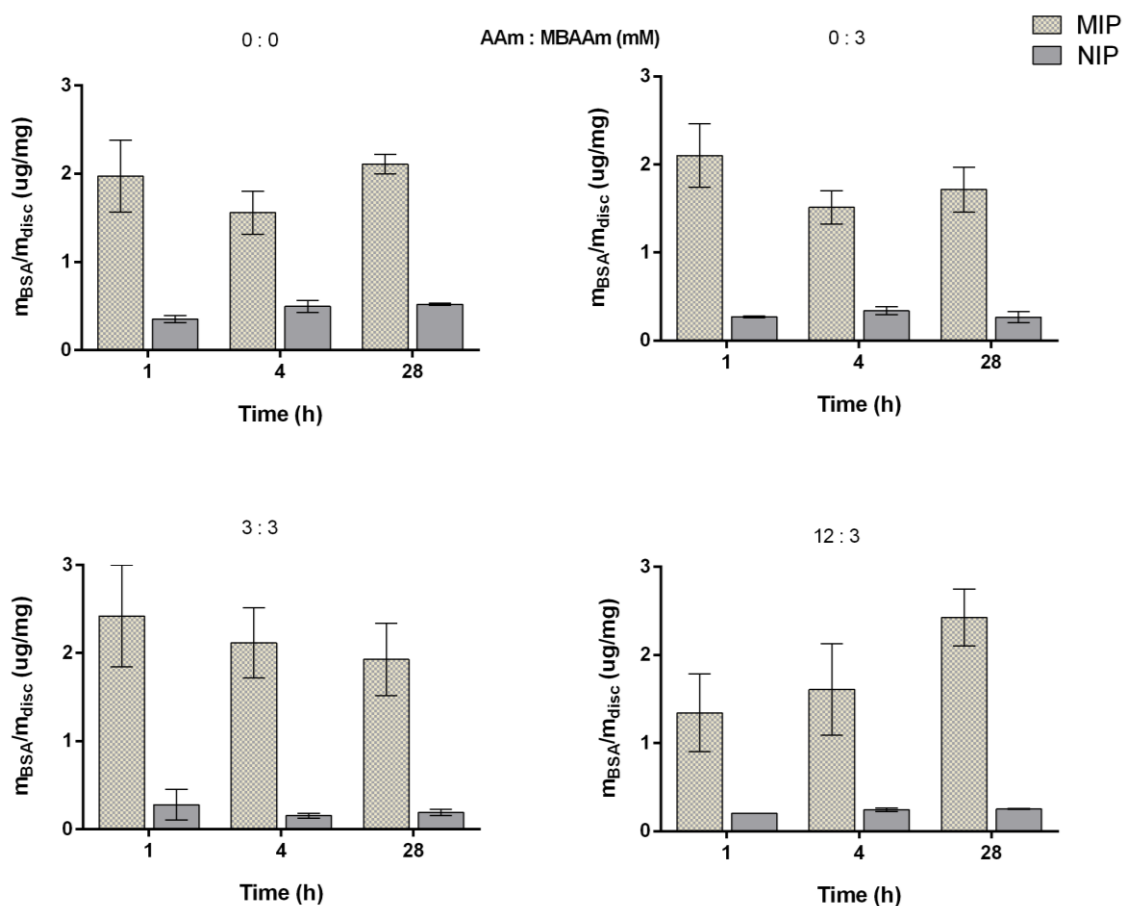 0 : 0
AAm : MBAAm (mM)
0 : 3
MIP
NIP
mBSA/mdisc (ug/mg)
3
2
1
0
1
4
28
Time (h)
mBSA/mdisc (ug/mg)
3
2
1
0
1
4
28
Time (h)
3 : 3
mBSA/mdisc (ug/mg)
3
2
1
0
1
4
28
Time (h)
12 : 3
mBSA/mdisc (ug/mg)
3
2
1
0
1
4
28
Time (h)